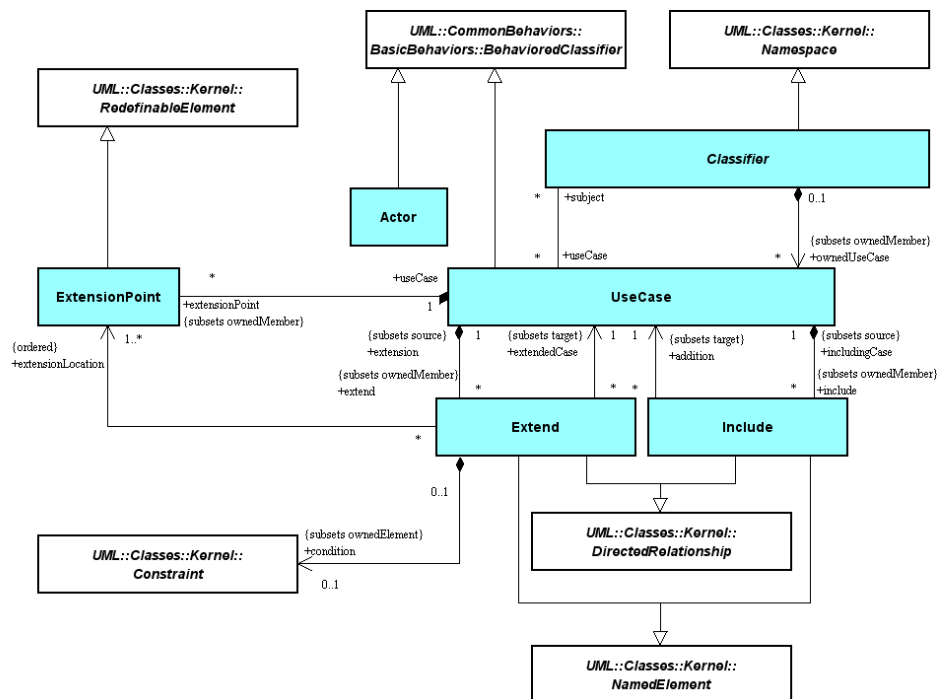 UML::CommonBehaviors::
BasicBehaviors::BehavioredClassifier
UML::Classes::Kernel::
Namespace
UML::Classes::Kernel::
RedefinableElement
Classifier
Actor
*
+subject
0..1
{subsets ownedMember}
+ownedUseCase
*
+useCase
*
ExtensionPoint
*
+extensionPoint
{subsets ownedMember}
+useCase
1
UseCase
{ordered}
+extensionLocation
1..*
{subsets source}
+extension
1
{subsets target}
+extendedCase
1
1
{subsets target}
+addition
1
{subsets source}
+includingCase
{subsets ownedMember}
+extend
*
*
*
*
{subsets ownedMember}
+include
Extend
Include
*
0..1
{subsets ownedElement}
+condition
0..1
UML::Classes::Kernel::
Constraint
UML::Classes::Kernel::
DirectedRelationship
UML::Classes::Kernel::
NamedElement